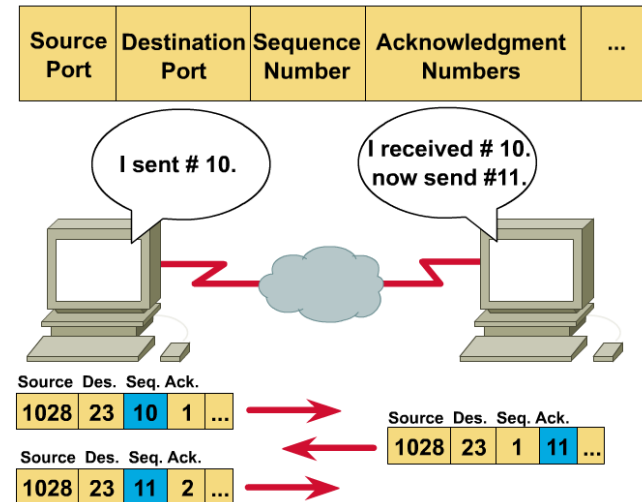 Source Port Destination Port Sequence Number Acknowledgment Numbers ...
I sent # 10.
I received # 10.
now send #11.
Source Des. Seq. Ack.
1028 23 10 1 ...
Source Des. Seq. Ack.
1028 23 1 11 ...
Source Des. Seq. Ack.
1028 23 11 2 ...